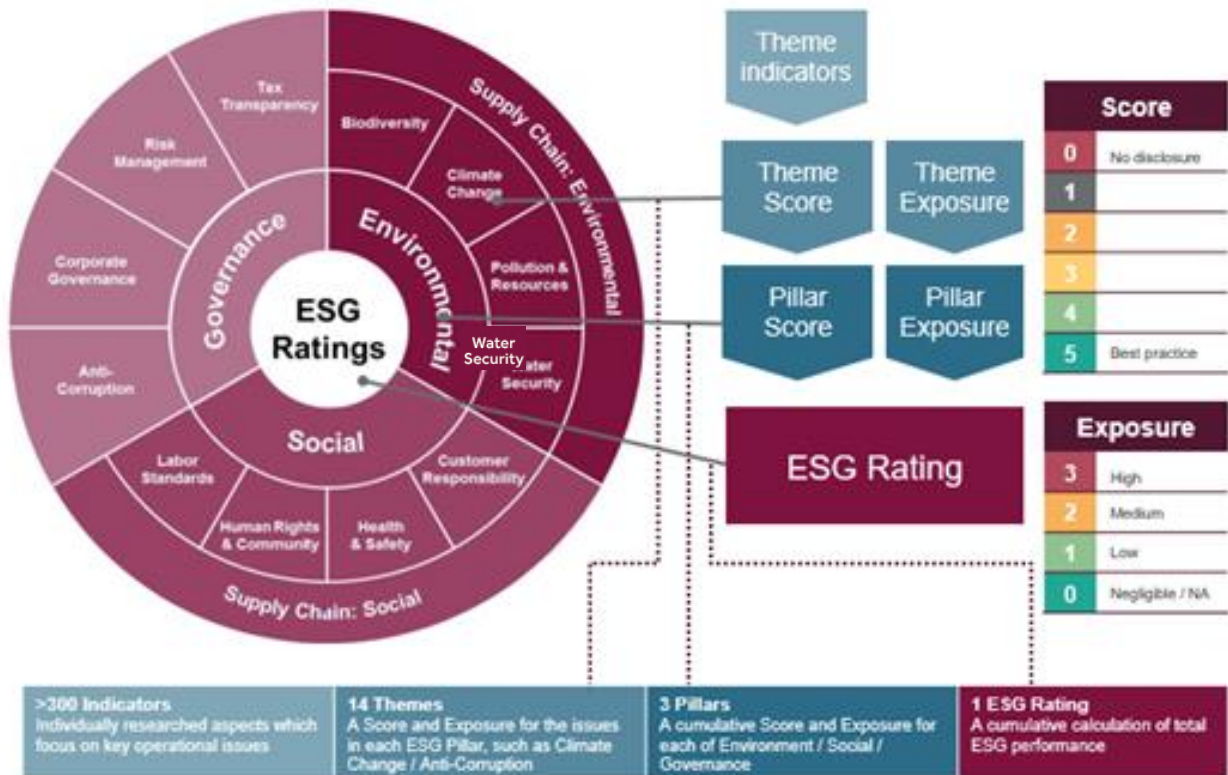 Tax
Transparency
Risk
Management
Corporate
Governance
Anti-
Corruption
Governance
Biodiversity
Climate
Change
Pollution &
Resources
Water
Security
ater
Security
Environmental
Supply Chain: Environmental
ESG
Ratings
Social
Labor
Standards
Human Rights
& Community
Health
& Safety
Customer
Responsibility
Supply Chain: Social
Theme
indicators
Theme
Score
Theme
Exposure
Pillar
Score
Pillar
Exposure
ESG Rating
Score
0 No disclosure
1
2
3
4
5 Best practice
Exposure
3 High
2 Medium
1 Low
0 Negligible / NA
>300 Indicators
Individually researched aspects which
focus on key operational issues
14 Themes
A Score and Exposure for the issues
in each ESG Pillar, such as Climate
Change / Anti-Corruption
3 Pillars
A cumulative Score and Exposure for
each of Environment / Social /
Governance
1 ESG Rating
A cumulative calculation of total
ESG performance